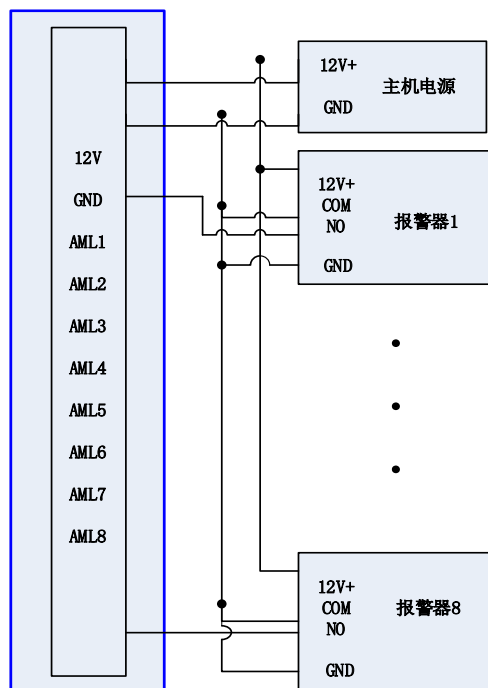 12V
GND
AML1
AML2
AML3
AML4
AML5
AML6
AML7
AML8
12V+
主机电源
GND
12V+
COM
报警器1
NO
GND
12V+
COM
报警器8
NO
GND